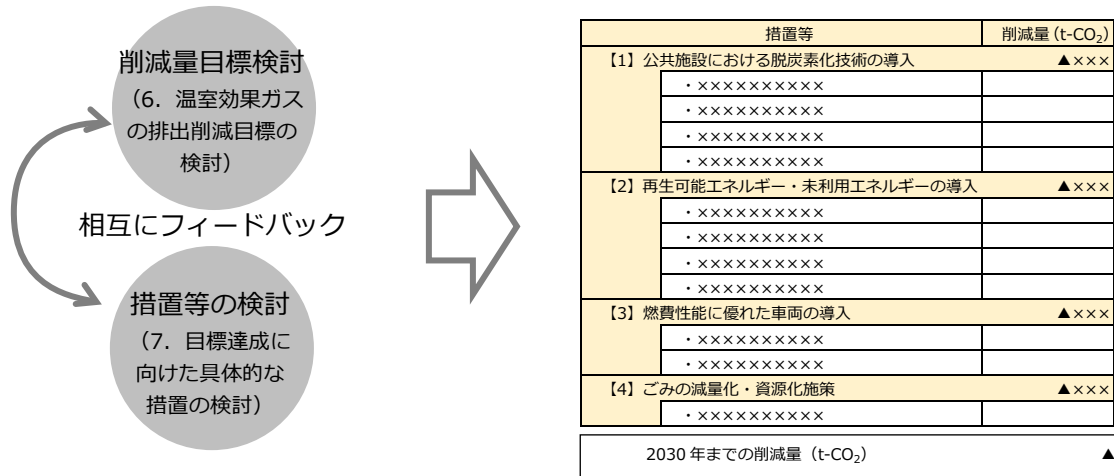 削減量目標検討
（6．温室効果ガス
の排出削減目標の
検討）
相互にフィードバック
措置等の検討
（7．目標達成に
向けた具体的な
措置の検討）
措置等 削減量（t-CO₂）
【1】公共施設における脱炭素化技術の導入 ▲×××
・××××××××××
・××××××××××
・××××××××××
・××××××××××
【2】再生可能エネルギー・未利用エネルギーの導入 ▲×××
・××××××××××
・××××××××××
・××××××××××
・××××××××××
【3】燃費性能に優れた車両の導入 ▲×××
・××××××××××
・××××××××××
【4】ごみの減量化・資源化施策 ▲×××
・××××××××××
2030 年までの削減量（t-CO₂） ▲